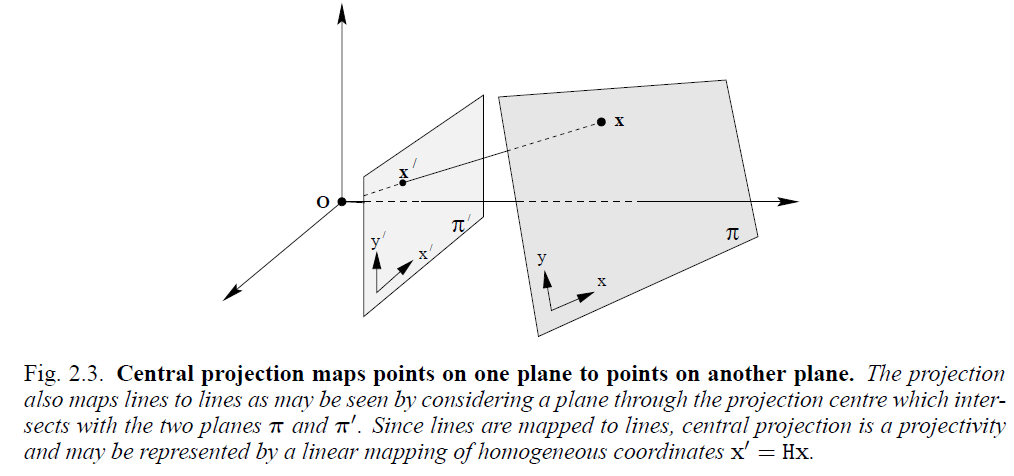 x
x′
O
π′
y′
x′
π
y
x
Fig. 2.3. Central projection maps points on one plane to points on another plane. The projection
also maps lines to lines as may be seen by considering a plane through the projection centre which inter-
sects with the two planes π and π′. Since lines are mapped to lines, central projection is a projectivity
and may be represented by a linear mapping of homogeneous coordinates x′ = Hx.